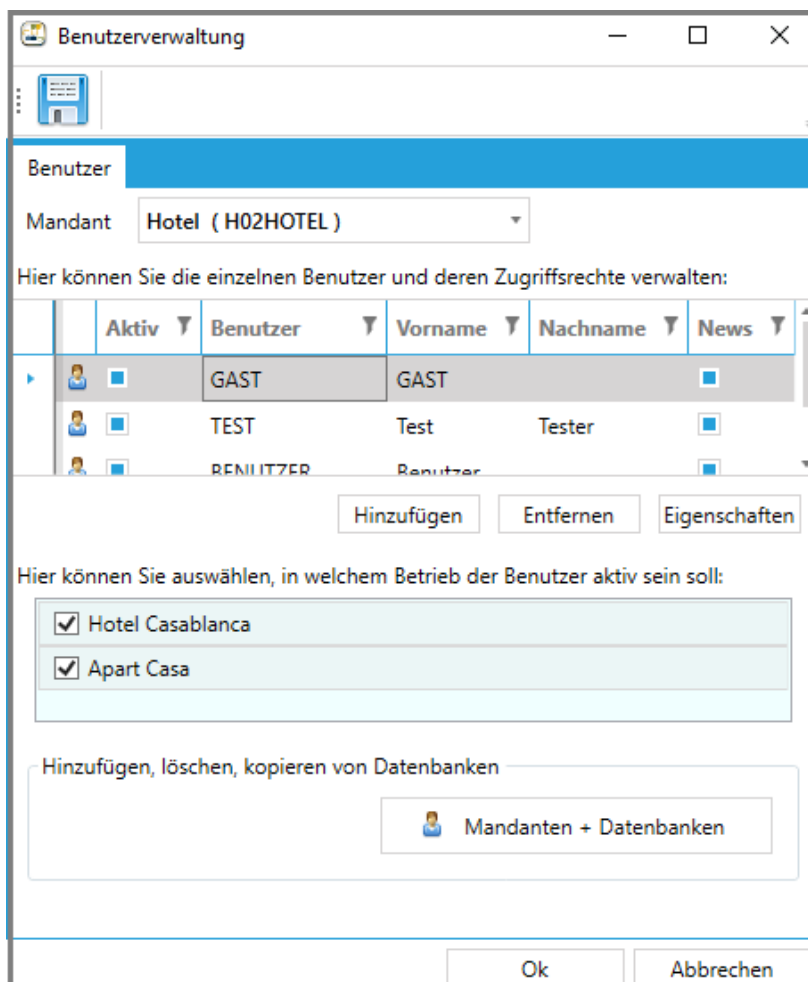 Benutzerverwaltung
Benutzer
Mandant Hotel ( H02HOTEL )
Hier können Sie die einzelnen Benutzer und deren Zugriffsrechte verwalten:
Aktiv Benutzer Vorname Nachname News
GAST GAST
TEST Test Tester
BENUTZER Benutzer
Hinzufügen Entfernen Eigenschaften
Hier können Sie auswählen, in welchem Betrieb der Benutzer aktiv sein soll:
Hotel Casablanca
Apart Casa
Hinzufügen, löschen, kopieren von Datenbanken
Mandanten + Datenbanken
Ok Abbrechen